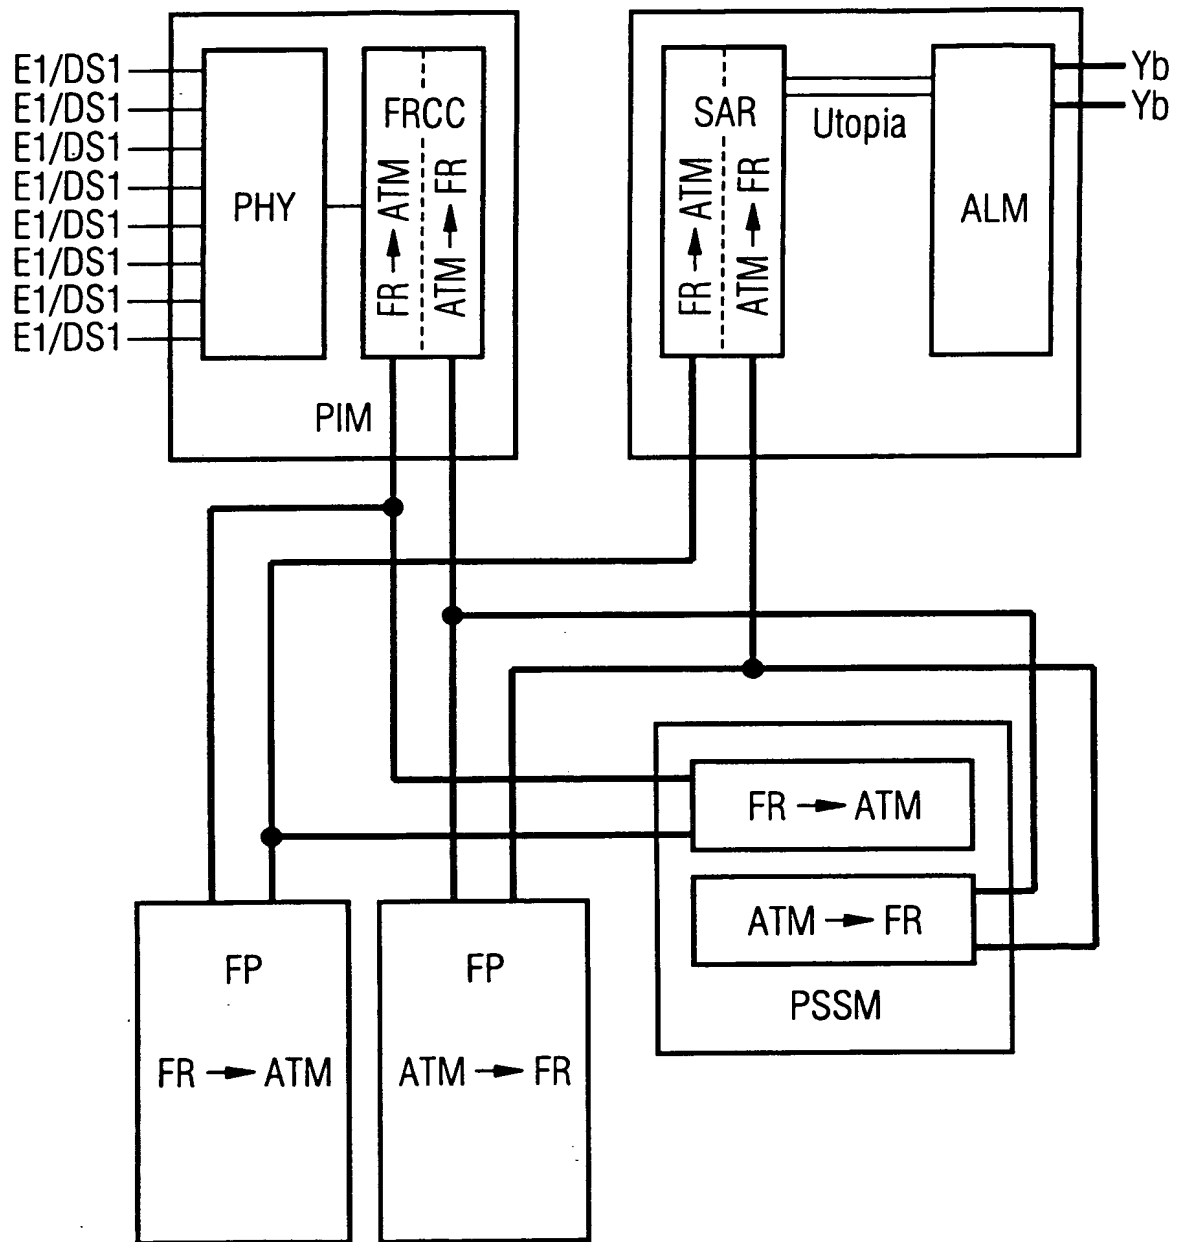 E1/DS1
E1/DS1
E1/DS1
E1/DS1
E1/DS1
E1/DS1
E1/DS1
E1/DS1
PHY
FRCC
FR → ATM
ATM → FR
PIM
SAR
FR → ATM
ATM → FR
Utopia
ALM
Yb
Yb
FR → ATM
ATM → FR
PSSM
FP
FR → ATM
FP
ATM → FR